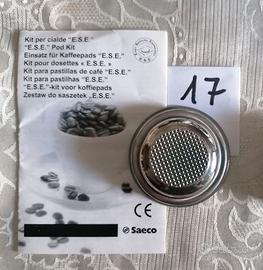 Kit per cialde "E.S.E."
"E.S.E." Pod Kit
Einsatz für Kaffeepads "E.S.E."
Kit pour dosettes « E.S.E. »
Kit para pastillas de café "E.S.E."
Kit para pastilhas "E.S.E."
"E.S.E."-kit voor koffiepads
Zestaw do saszetek „E.S.E."
17
CE
Saeco